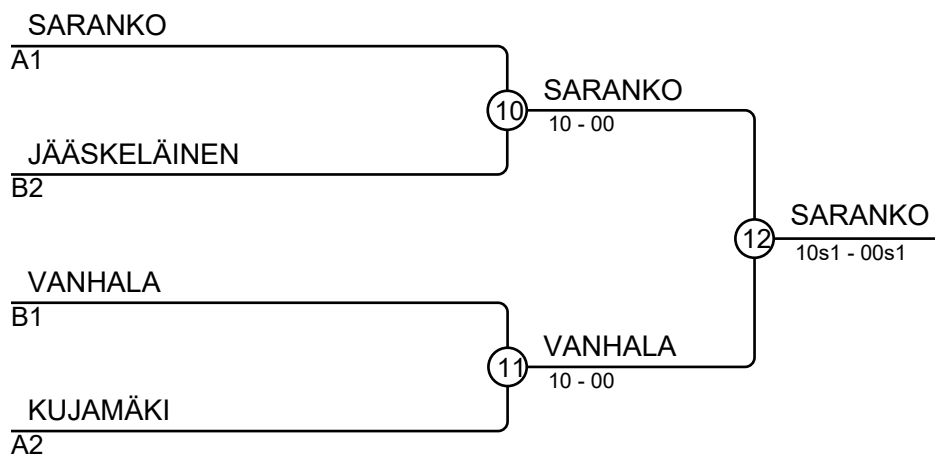 SARANKO
A1
10
SARANKO
10 - 00
JÄÄSKELÄINEN
B2
12
SARANKO
10s1 - 00s1
VANHALA
B1
11
VANHALA
10 - 00
KUJAMÄKI
A2